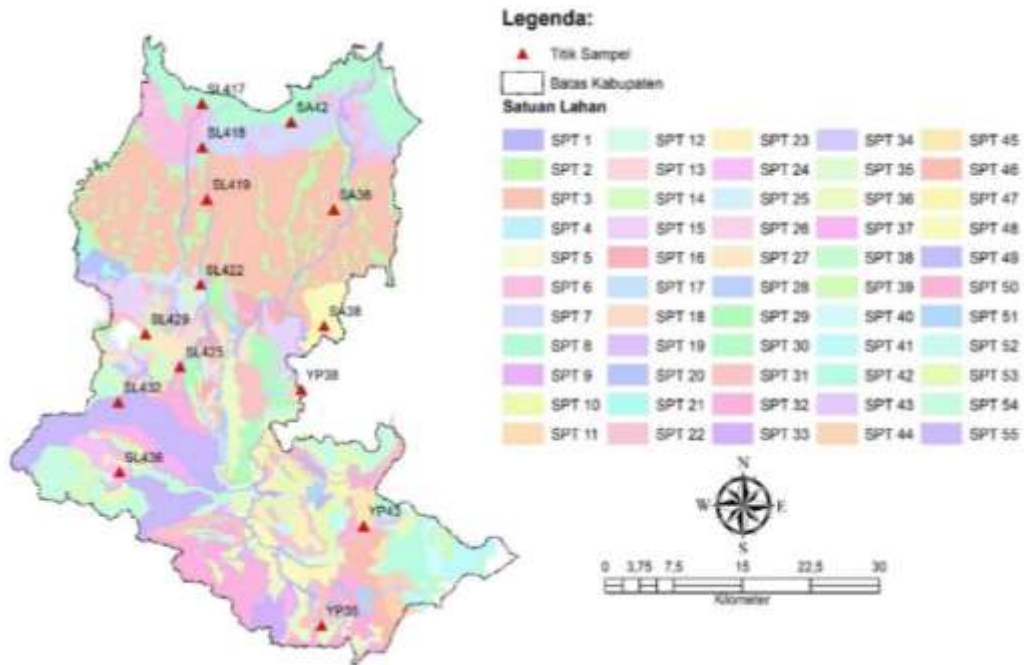 Legenda:
Titik Sampel
Batas Kabupaten
Satuan Lahan
SPT 1 SPT 12 SPT 23 SPT 34 SPT 45
SPT 2 SPT 13 SPT 24 SPT 35 SPT 46
SPT 3 SPT 14 SPT 25 SPT 36 SPT 47
SPT 4 SPT 15 SPT 26 SPT 37 SPT 48
SPT 5 SPT 16 SPT 27 SPT 38 SPT 49
SPT 6 SPT 17 SPT 28 SPT 39 SPT 50
SPT 7 SPT 18 SPT 29 SPT 40 SPT 51
SPT 8 SPT 19 SPT 30 SPT 41 SPT 52
SPT 9 SPT 20 SPT 31 SPT 42 SPT 53
SPT 10 SPT 21 SPT 32 SPT 43 SPT 54
SPT 11 SPT 22 SPT 33 SPT 44 SPT 55
SL417
SA42
SL418
SL419
SA36
SL422
SA38
SL429
SL425
YP38
SL432
SL436
YP43
YP35
N
W E
S
0 3,75 7,5 15 22,5 30
Kilometer